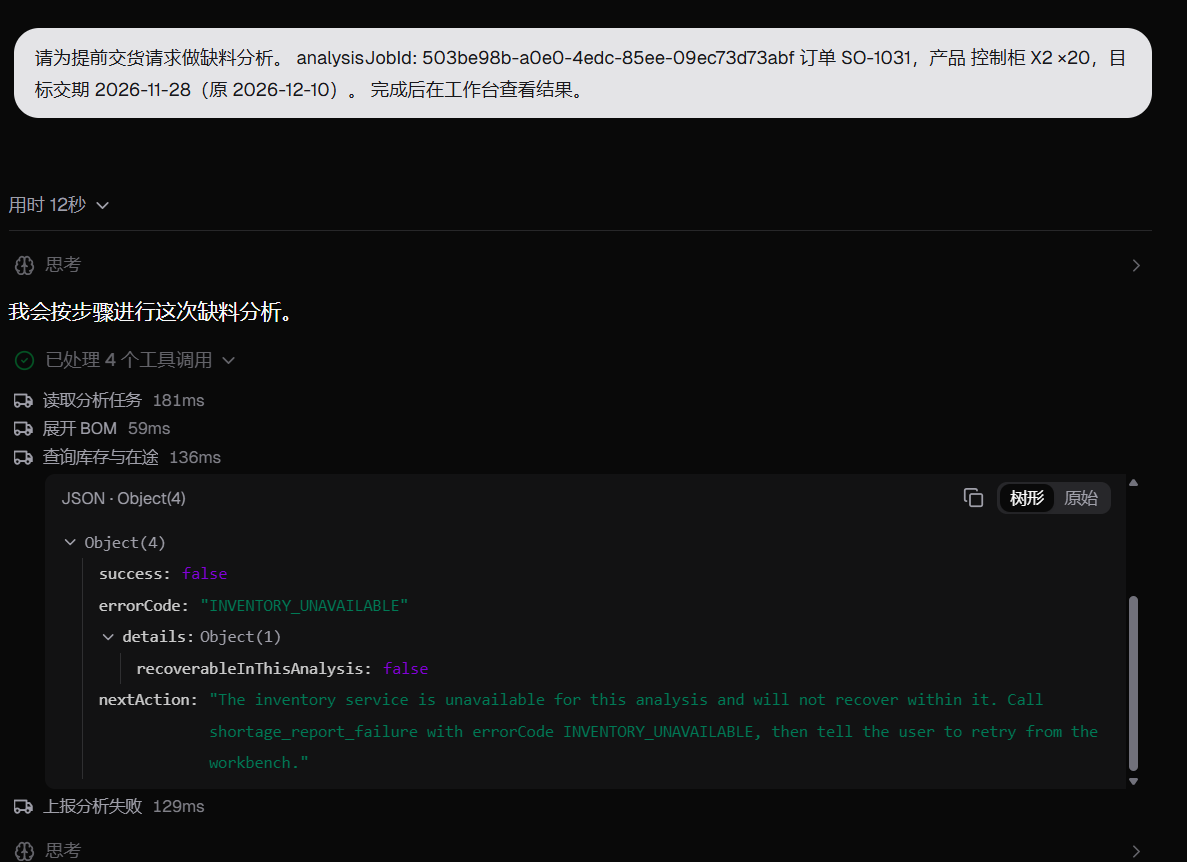 请为提前交货请求做缺料分析。 analysisJobId: 503be98b-a0e0-4edc-85ee-09ec73d73abf 订单 SO-1031，产品 控制柜 X2 ×20，目
标交期 2026-11-28（原 2026-12-10）。 完成后在工作台查看结果。
用时 12秒
思考
我会按步骤进行这次缺料分析。
已处理 4 个工具调用
读取分析任务 181ms
展开 BOM 59ms
查询库存与在途 136ms
JSON · Object(4)
树形 原始
Object(4)
success: false
errorCode: "INVENTORY_UNAVAILABLE"
details: Object(1)
recoverableInThisAnalysis: false
nextAction: "The inventory service is unavailable for this analysis and will not recover within it. Call
shortage_report_failure with errorCode INVENTORY_UNAVAILABLE, then tell the user to retry from the
workbench."
上报分析失败 129ms
思考